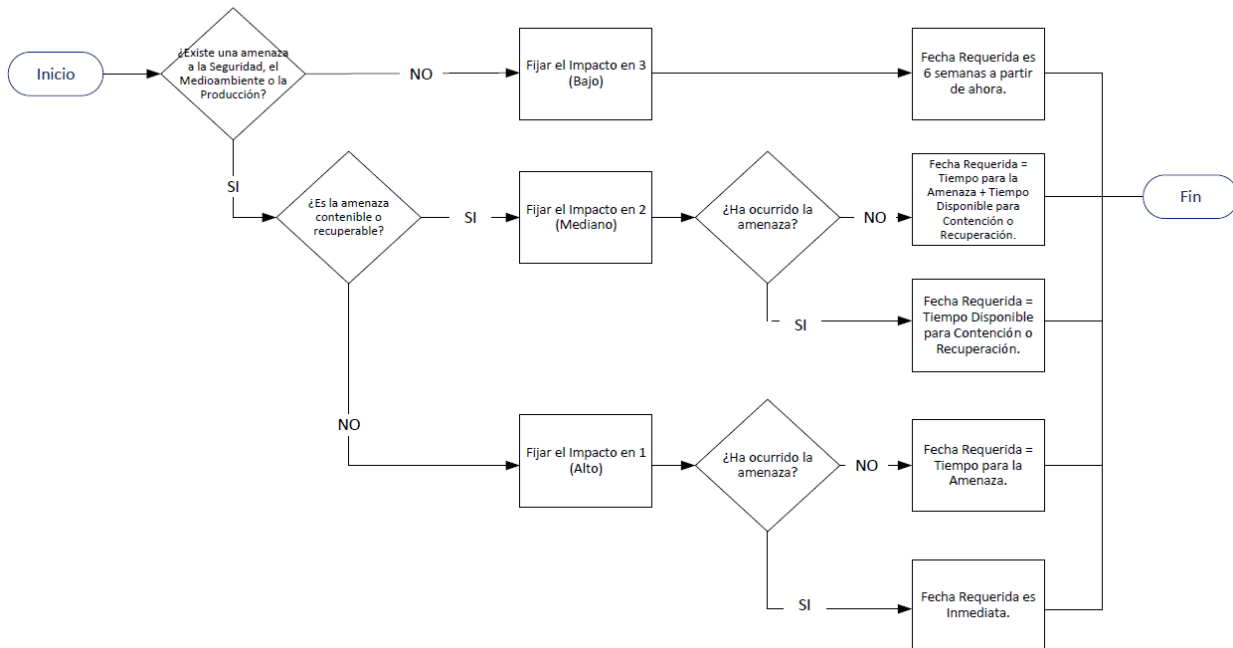 Inicio
¿Existe una amenaza
a la Seguridad, el
Medioambiente o la
Producción?
NO
Fijar el Impacto en 3
(Bajo)
Fecha Requerida es
6 semanas a partir
de ahora.
SI
¿Es la amenaza
contenible o
recuperable?
SI
Fijar el Impacto en 2
(Mediano)
¿Ha ocurrido la
amenaza?
NO
Fecha Requerida =
Tiempo para la
Amenaza + Tiempo
Disponible para
Contención o
Recuperación.
Fin
SI
Fecha Requerida =
Tiempo Disponible
para Contención o
Recuperación.
NO
Fijar el Impacto en 1
(Alto)
¿Ha ocurrido la
amenaza?
NO
Fecha Requerida =
Tiempo para la
Amenaza.
SI
Fecha Requerida es
Inmediata.